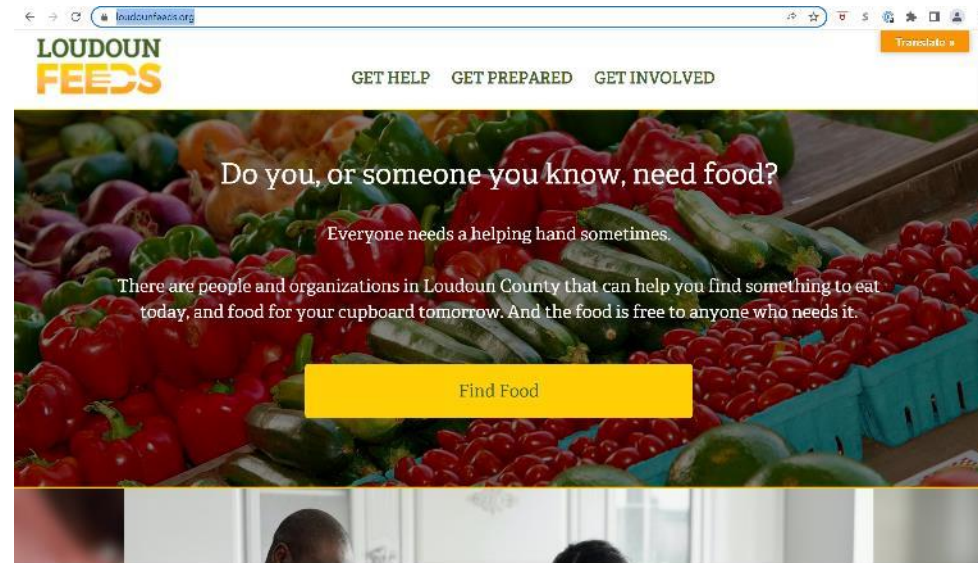 loudounfeeds.org
Translate »
LOUDOUN
FEEDS
GET HELP GET PREPARED GET INVOLVED
Do you, or someone you know, need food?
Everyone needs a helping hand sometimes.
There are people and organizations in Loudoun County that can help you find something to eat
today, and food for your cupboard tomorrow. And the food is free to anyone who needs it.
Find Food